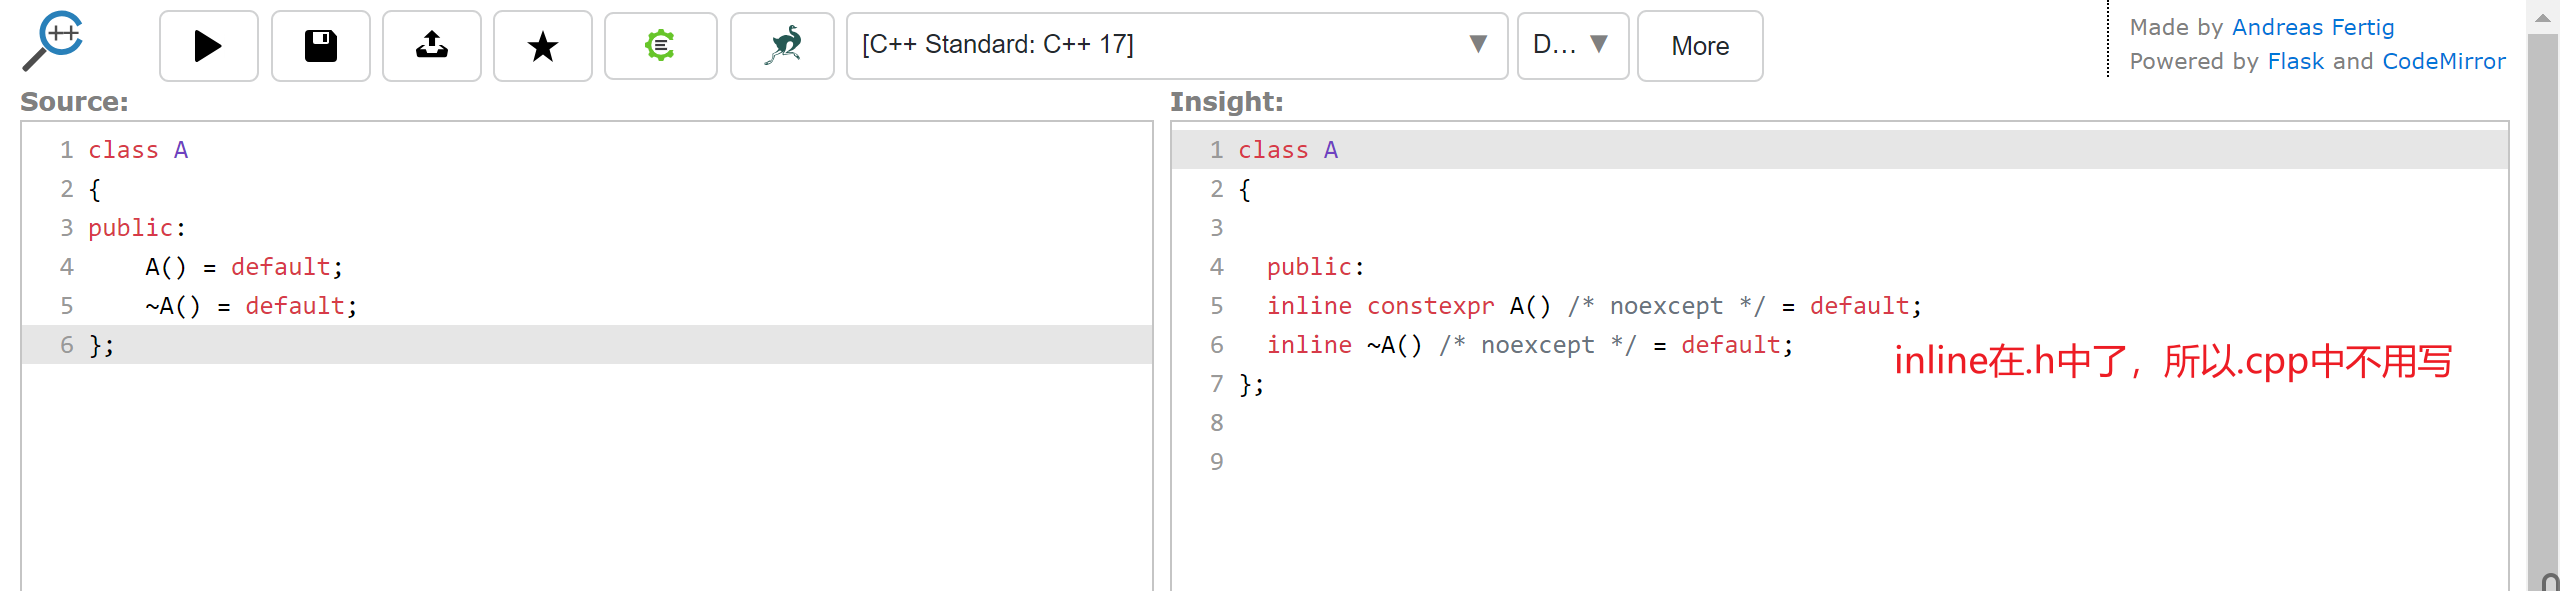 [C++ Standard: C++ 17]
D...
More
Made by Andreas Fertig
Powered by Flask and CodeMirror
Source:
1 class A
2 {
3 public:
4     A() = default;
5     ~A() = default;
6 };
Insight:
1 class A
2 {
3
4   public:
5   inline constexpr A() /* noexcept */ = default;
6   inline ~A() /* noexcept */ = default;
7 };
8
9
inline在.h中了，所以.cpp中不用写